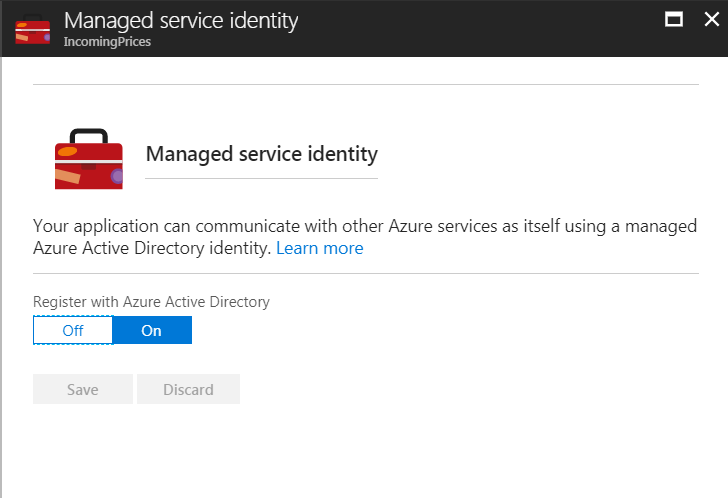 Managed service identity
IncomingPrices
Managed service identity
Your application can communicate with other Azure services as itself using a managed
Azure Active Directory identity. Learn more
Register with Azure Active Directory
Off On
Save Discard